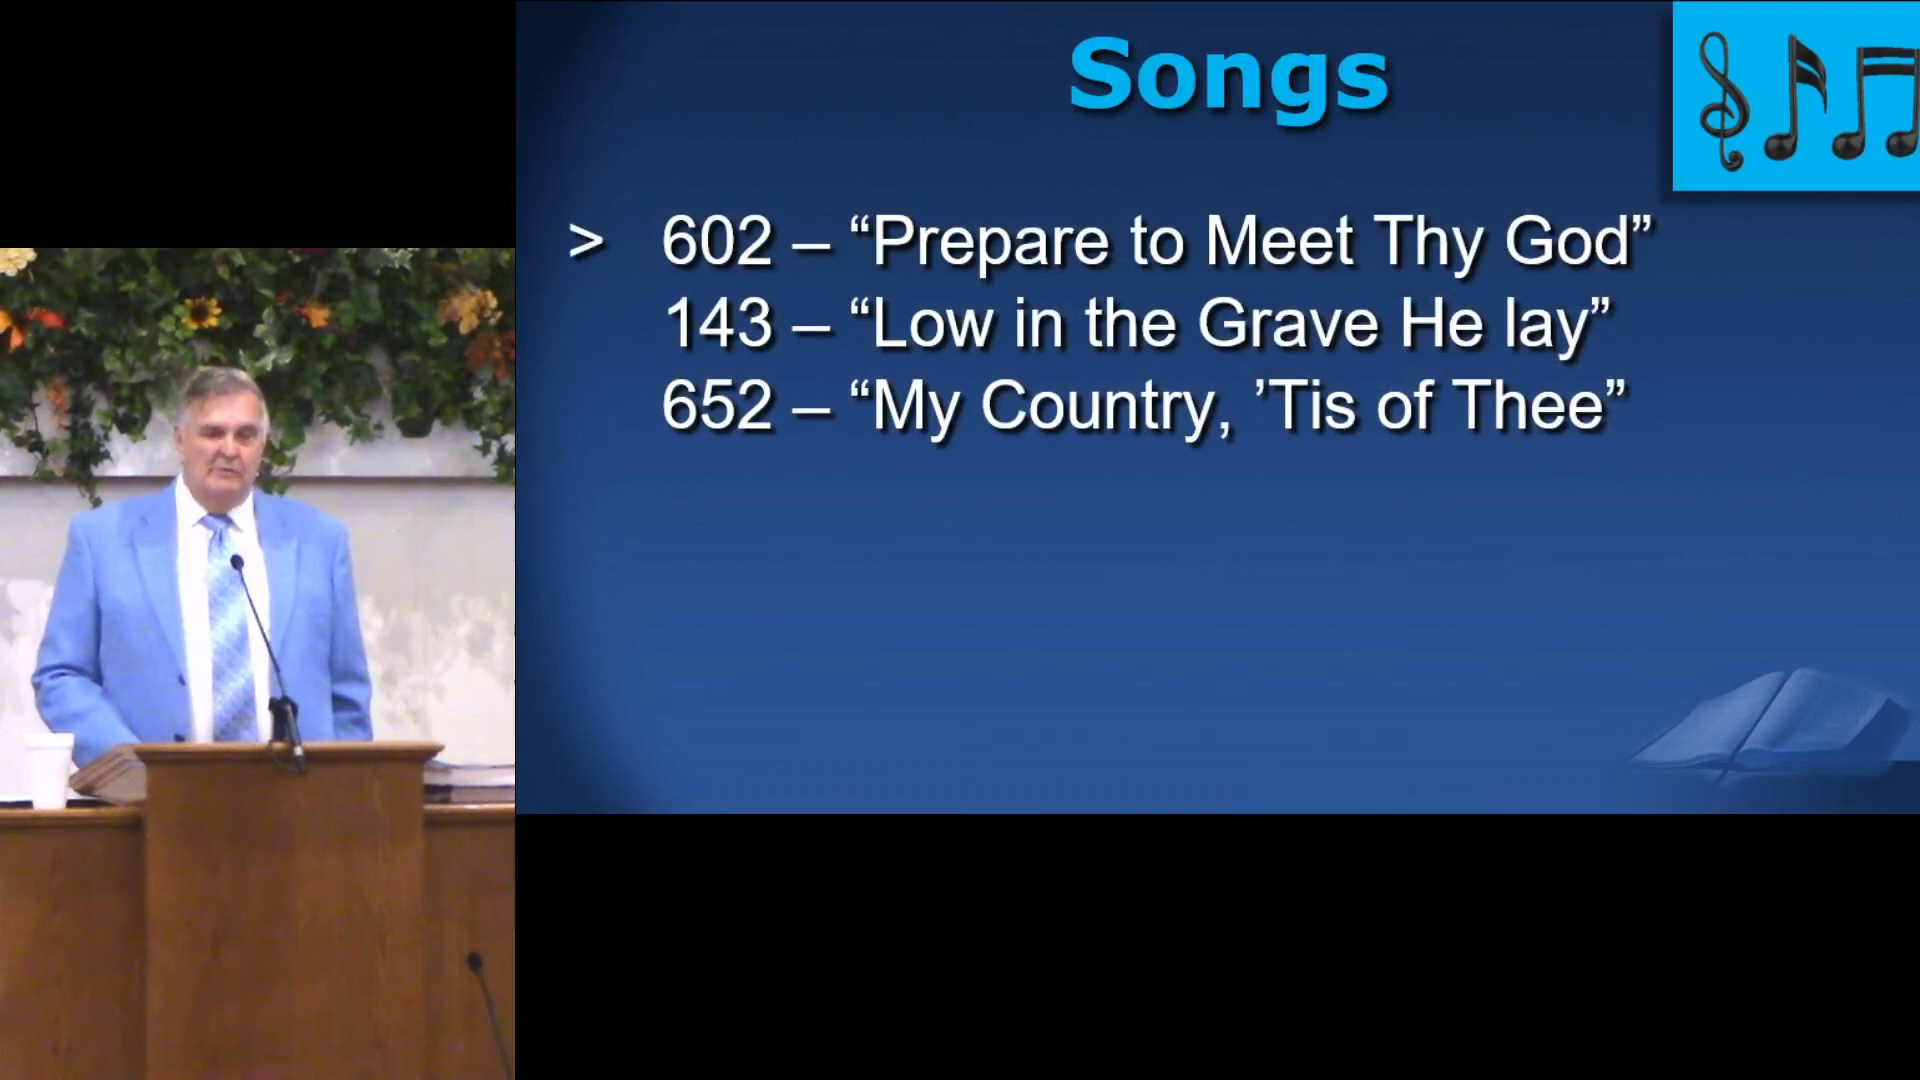 Songs
> 602 – “Prepare to Meet Thy God”
143 – “Low in the Grave He lay”
652 – “My Country, ’Tis of Thee”